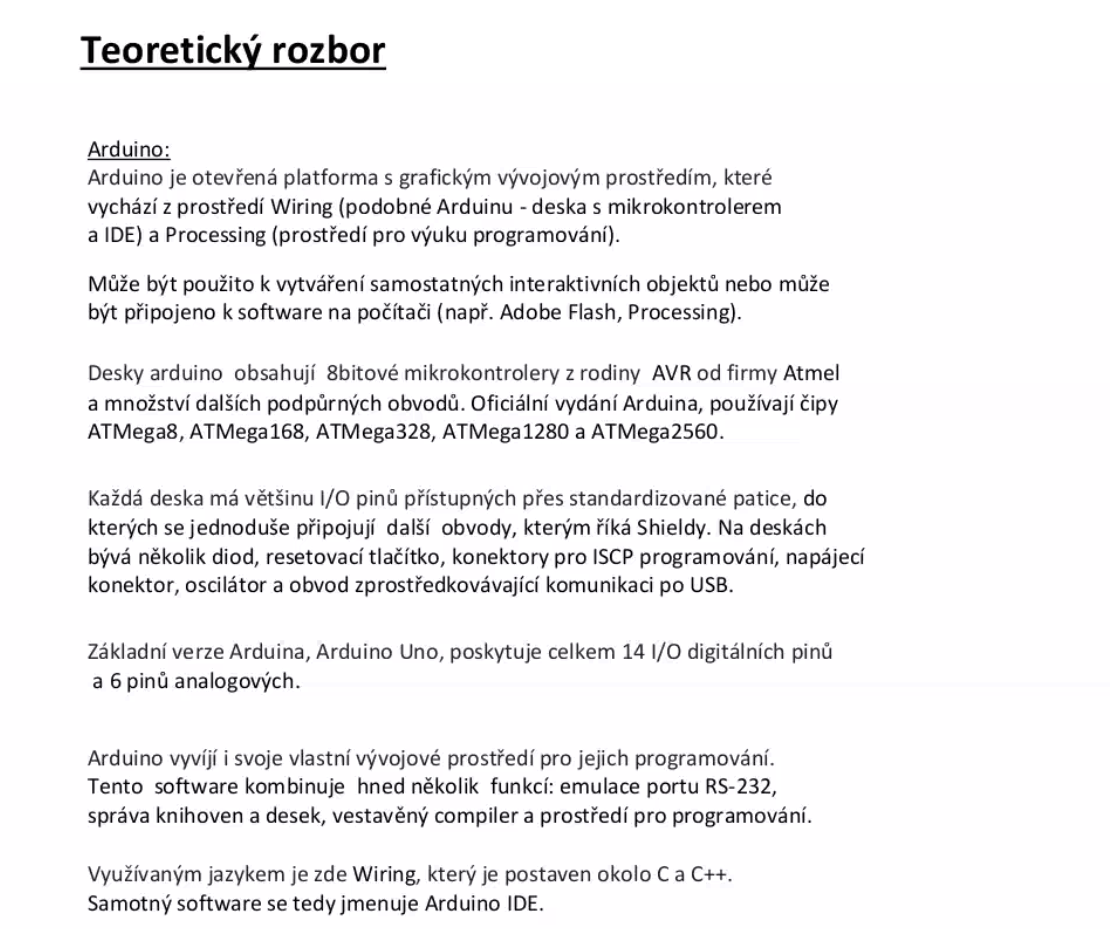 Teoretický rozbor
Arduino:
Arduino je otevřená platforma s grafickým vývojovým prostředím, které
vychází z prostředí Wiring (podobné Arduinu - deska s mikrokontrolerem
a IDE) a Processing (prostředí pro výuku programování).
Může být použito k vytváření samostatných interaktivních objektů nebo může
být připojeno k software na počítači (např. Adobe Flash, Processing).
Desky arduino obsahují 8bitové mikrokontrolery z rodiny AVR od firmy Atmel
a množství dalších podpůrných obvodů. Oficiální vydání Arduina, používají čipy
ATMega8, ATMega168, ATMega328, ATMega1280 a ATMega2560.
Každá deska má většinu I/O pinů přístupných přes standardizované patice, do
kterých se jednoduše připojují další obvody, kterým říká Shieldy. Na deskách
bývá několik diod, resetovací tlačítko, konektory pro ISCP programování, napájecí
konektor, oscilátor a obvod zprostředkovávající komunikaci po USB.
Základní verze Arduina, Arduino Uno, poskytuje celkem 14 I/O digitálních pinů
a 6 pinů analogových.
Arduino vyvíjí i svoje vlastní vývojové prostředí pro jejich programování.
Tento software kombinuje hned několik funkcí: emulace portu RS-232,
správa knihoven a desek, vestavěný compiler a prostředí pro programování.
Využívaným jazykem je zde Wiring, který je postaven okolo C a C++.
Samotný software se tedy jmenuje Arduino IDE.